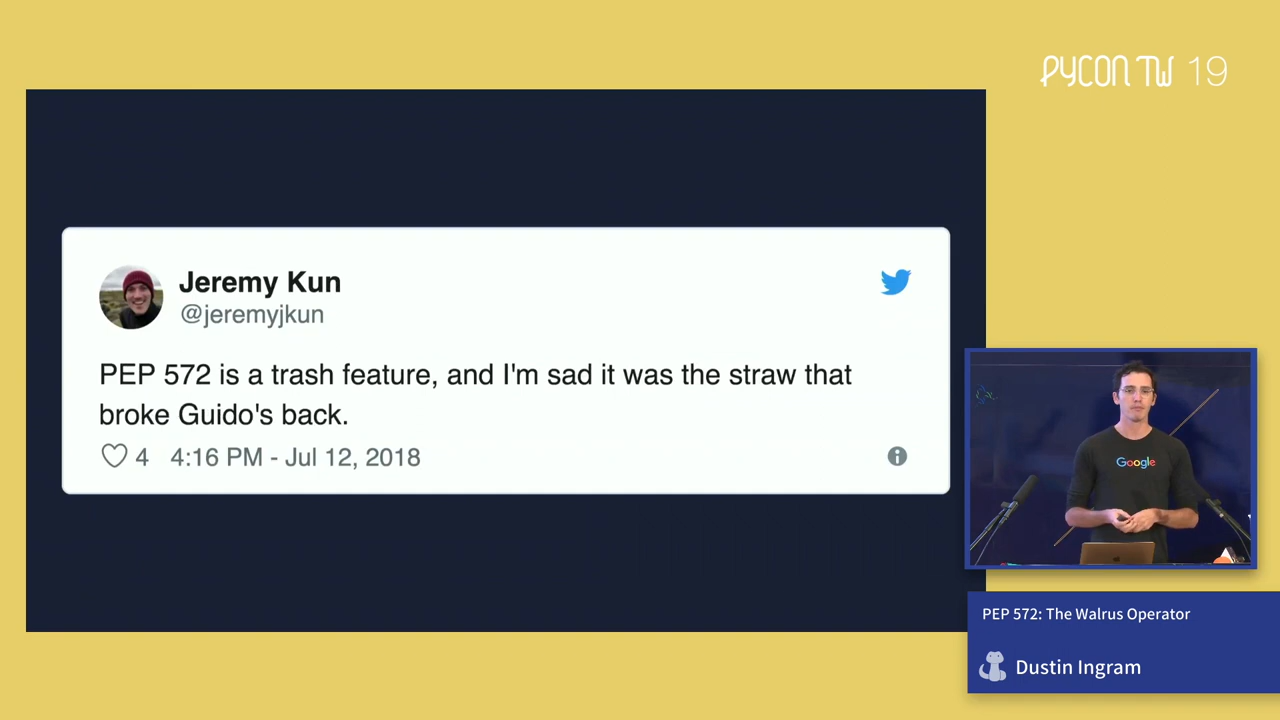 PYCON TW 19
Jeremy Kun
@jeremyjkun
PEP 572 is a trash feature, and I'm sad it was the straw that
broke Guido's back.
4 4:16 PM - Jul 12, 2018
Google
PEP 572: The Walrus Operator
Dustin Ingram